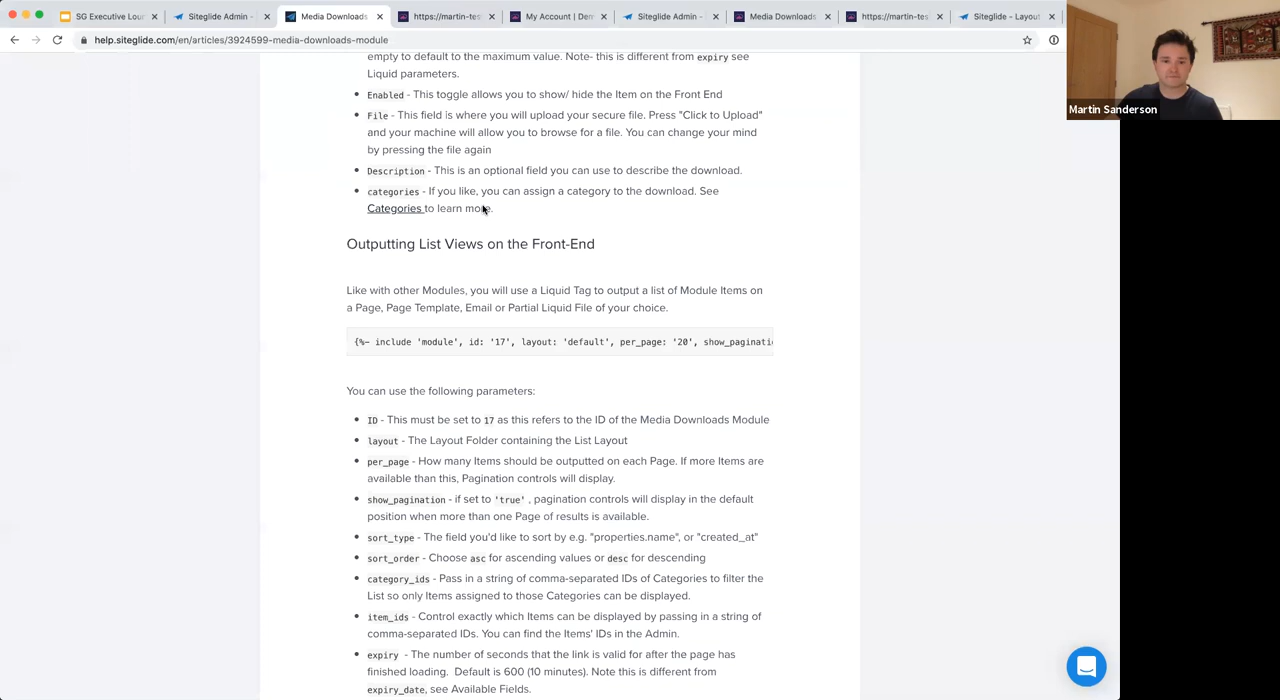 SG Executive Lour
Siteglide Admin -
Media Downloads
https://martin-tes
My Account | Dem
Siteglide Admin -
Media Downloads
https://martin-tes
Siteglide - Layou
help.siteglide.com/en/articles/3924599-media-downloads-module
Martin Sanderson
empty to default to the maximum value. Note- this is different from expiry see
Liquid parameters.
Enabled - This toggle allows you to show/ hide the Item on the Front End
File - This field is where you will upload your secure file. Press "Click to Upload"
and your machine will allow you to browse for a file. You can change your mind
by pressing the file again
Description - This is an optional field you can use to describe the download.
categories - If you like, you can assign a category to the download. See
Categories to learn more.
Outputting List Views on the Front-End
Like with other Modules, you will use a Liquid Tag to output a list of Module Items on
a Page, Page Template, Email or Partial Liquid File of your choice.
{%- include 'module', id: '17', layout: 'default', per_page: '20', show_paginatio
You can use the following parameters:
ID - This must be set to 17 as this refers to the ID of the Media Downloads Module
layout - The Layout Folder containing the List Layout
per_page - How many Items should be outputted on each Page. If more Items are
available than this, Pagination controls will display.
show_pagination - if set to 'true' , pagination controls will display in the default
position when more than one Page of results is available.
sort_type - The field you'd like to sort by e.g. "properties.name", or "created_at"
sort_order - Choose asc for ascending values or desc for descending
category_ids - Pass in a string of comma-separated IDs of Categories to filter the
List so only Items assigned to those Categories can be displayed.
item_ids - Control exactly which Items can be displayed by passing in a string of
comma-separated IDs. You can find the Items' IDs in the Admin.
expiry - The number of seconds that the link is valid for after the page has
finished loading. Default is 600 (10 minutes). Note this is different from
expiry_date, see Available Fields.